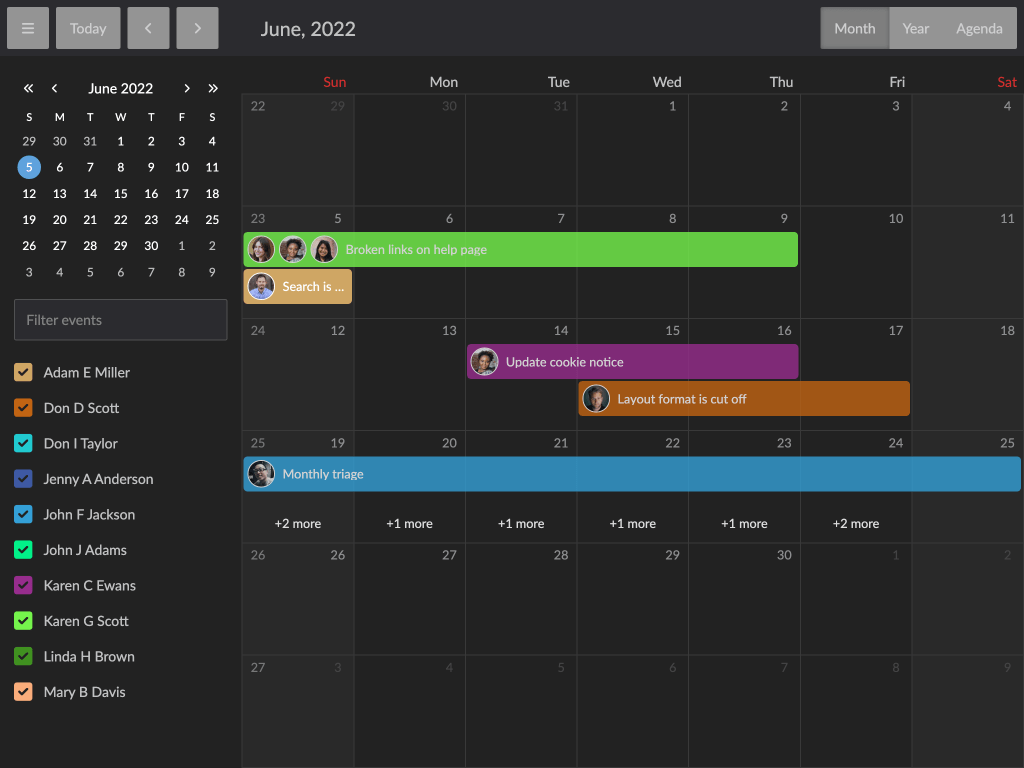 Today
June, 2022
Month Year Agenda
June 2022
S M T W T F S
29 30 31 1 2 3 4
5 6 7 8 9 10 11
12 13 14 15 16 17 18
19 20 21 22 23 24 25
26 27 28 29 30 1 2
3 4 5 6 7 8 9
Filter events
Adam E Miller
Don D Scott
Don I Taylor
Jenny A Anderson
John F Jackson
John J Adams
Karen C Ewans
Karen G Scott
Linda H Brown
Mary B Davis
Sun Mon Tue Wed Thu Fri Sat
22 29 30 31 1 2 3 4
23 5 6 7 8 9 10 11
Broken links on help page
Search is ...
24 12 13 14 15 16 17 18
Update cookie notice
Layout format is cut off
25 19 20 21 22 23 24 25
Monthly triage
+2 more +1 more +1 more +1 more +1 more +2 more
26 26 27 28 29 30 1 2
27 3 4 5 6 7 8 9